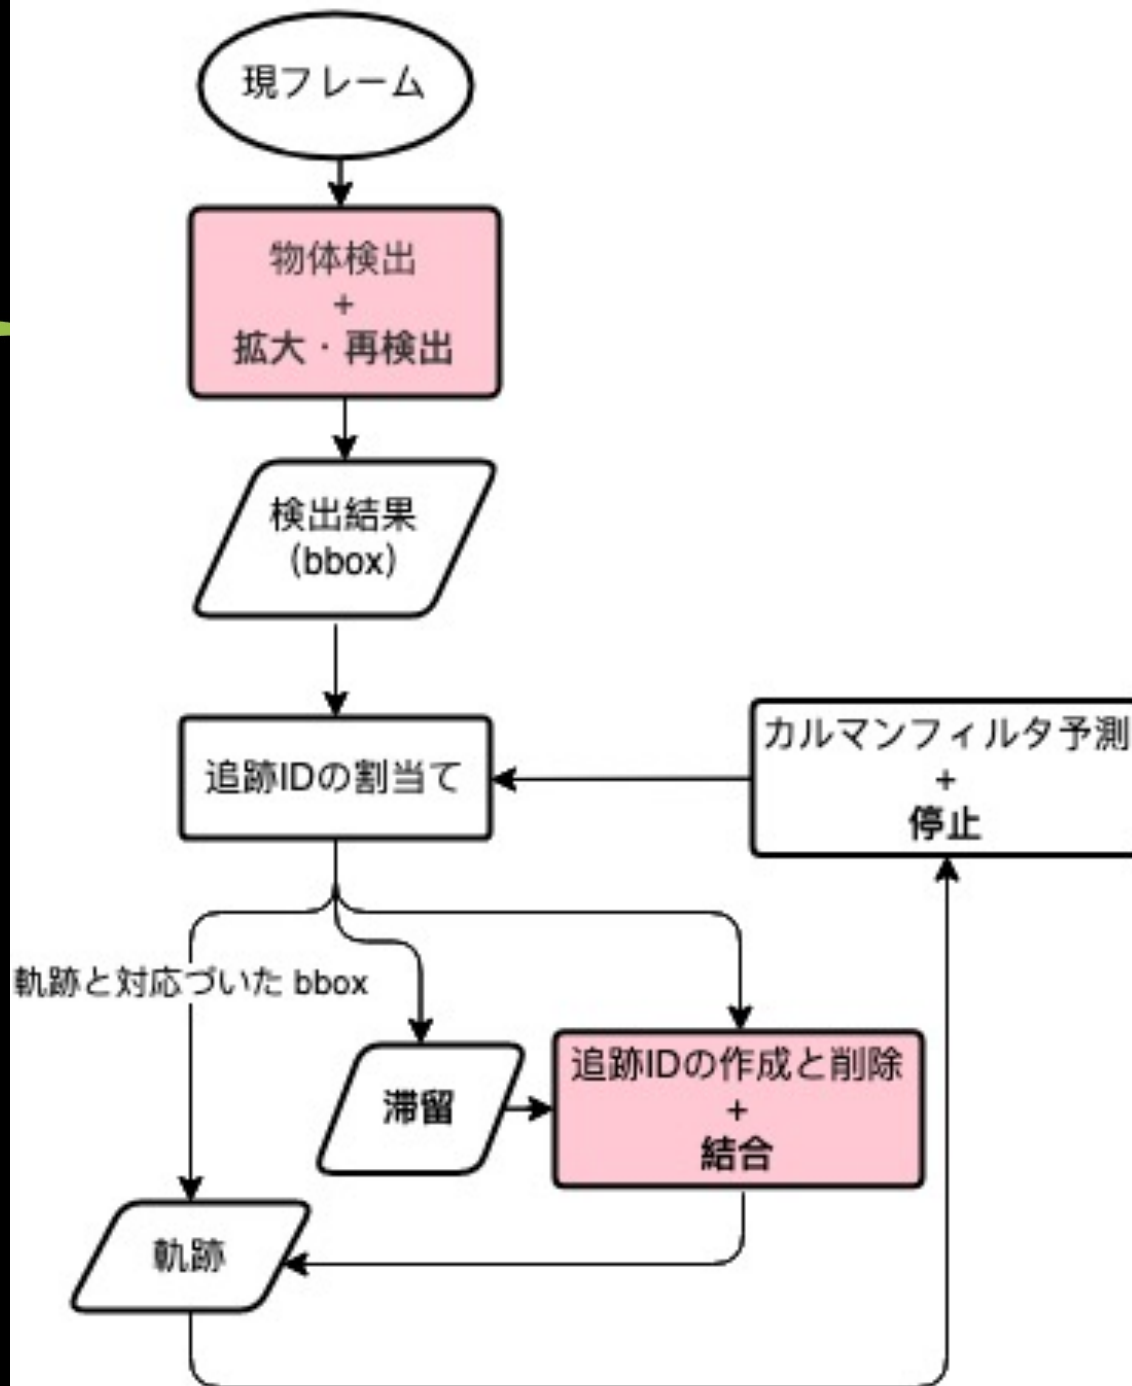 現フレーム
物体検出
+
拡大・再検出
検出結果
(bbox)
追跡IDの割当て
カルマンフィルタ予測
+
停止
軌跡と対応づいた bbox
滞留
追跡IDの作成と削除
+
結合
軌跡